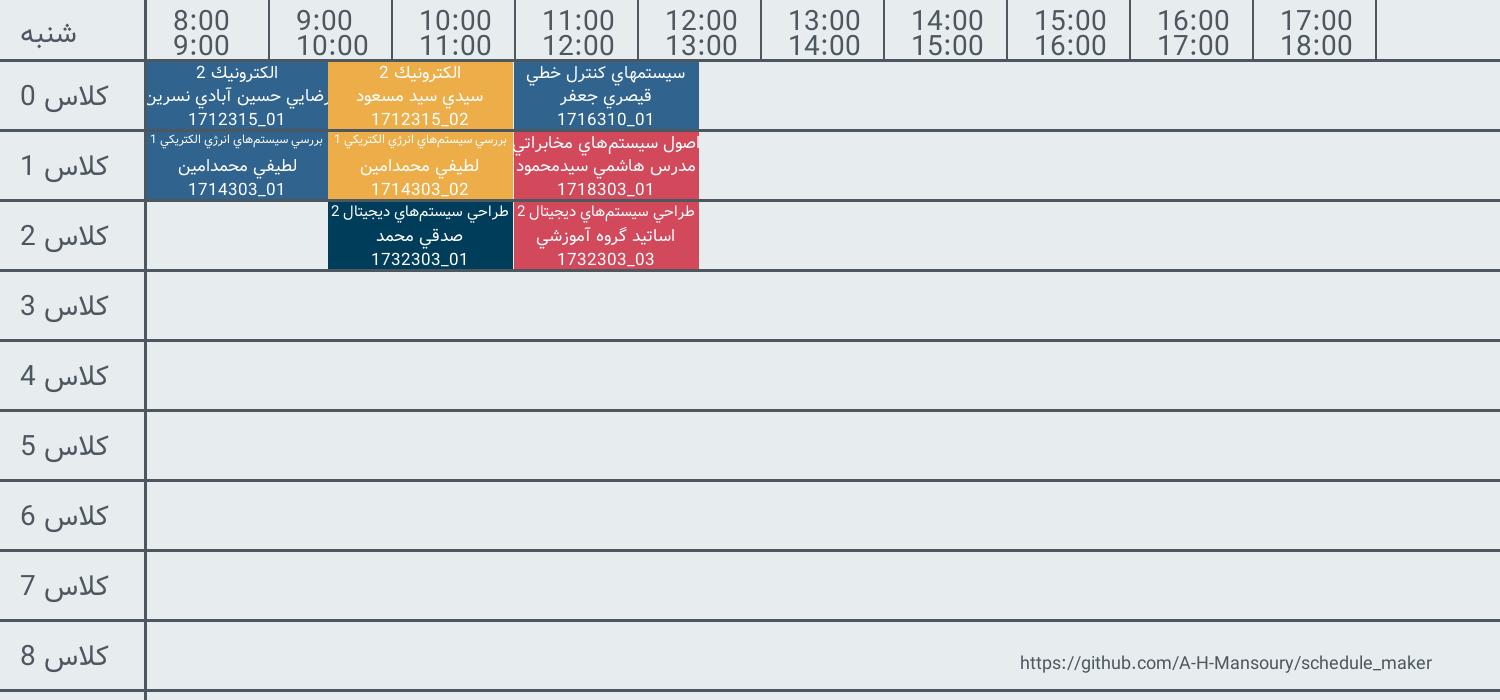 شنبه
8:00 9:00 10:00 11:00 12:00 13:00 14:00 15:00 16:00 17:00
9:00 10:00 11:00 12:00 13:00 14:00 15:00 16:00 17:00 18:00
كلاس 0
الكترونيك 2
رضايي حسين آبادي نسرين
1712315_01
الكترونيك 2
سيدي سيد مسعود
1712315_02
سيستمهاي كنترل خطي
قيصري جعفر
1716310_01
كلاس 1
بررسي سيستم‌هاي انرژي الكتريكي 1
لطيفي محمدامين
1714303_01
بررسي سيستم‌هاي انرژي الكتريكي 1
لطيفي محمدامين
1714303_02
اصول سيستم‌هاي مخابراتي
مدرس هاشمي سيدمحمود
1718303_01
كلاس 2
طراحي سيستم‌هاي ديجيتال 2
صدقي محمد
1732303_01
طراحي سيستم‌هاي ديجيتال 2
اساتيد گروه آموزشي
1732303_03
كلاس 3
كلاس 4
كلاس 5
كلاس 6
كلاس 7
كلاس 8
https://github.com/A-H-Mansoury/schedule_maker